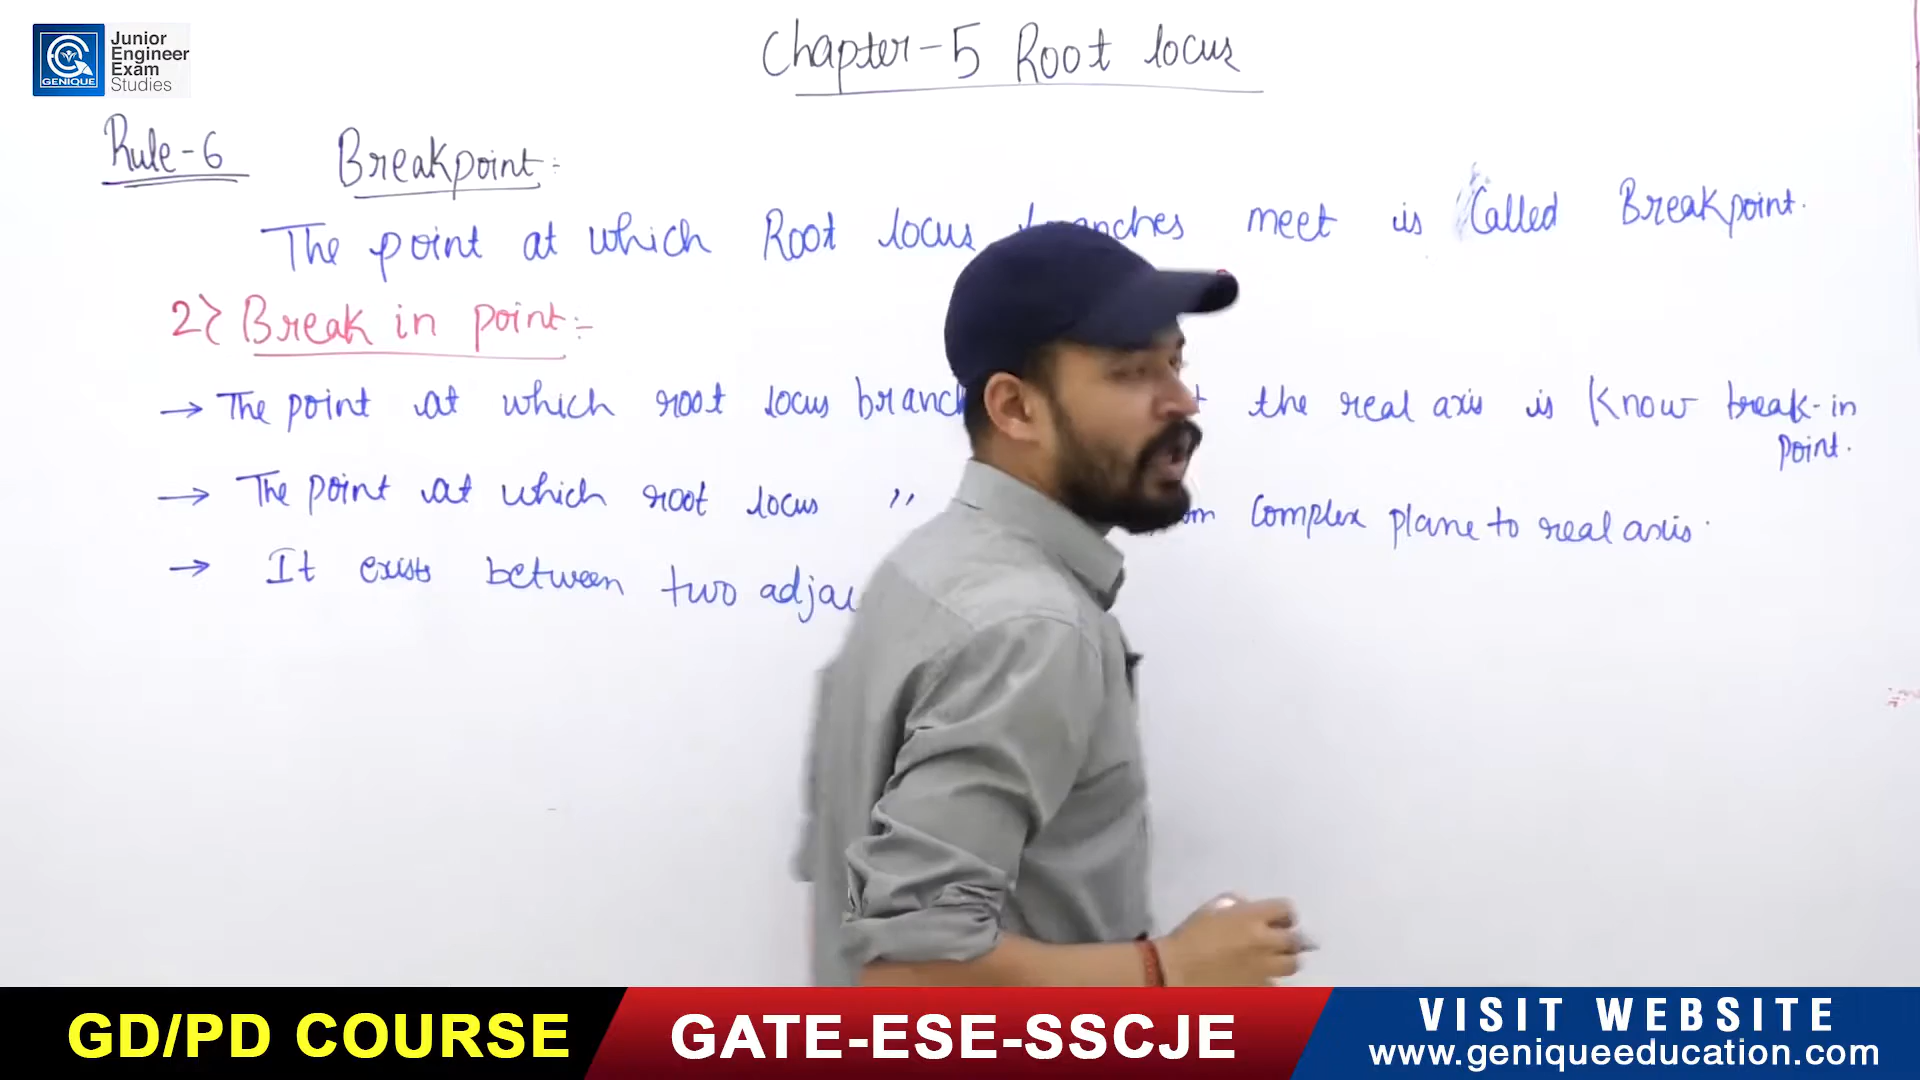 Junior
Engineer
Exam
Studies
GENIQUE
Chapter-5 Root locus
Rule-6 Breakpoint:-
The point at which Root locus branches meet is Called Breakpoint.
2} Break in point:-
→ The point at which root locus branch the real axis is Know break-in
point.
→ The point at which root locus " Complex plane to real axis.
→ It exists between two
GD/PD COURSE
GATE-ESE-SSCJE
VISIT WEBSITE
www.geniqueeducation.com